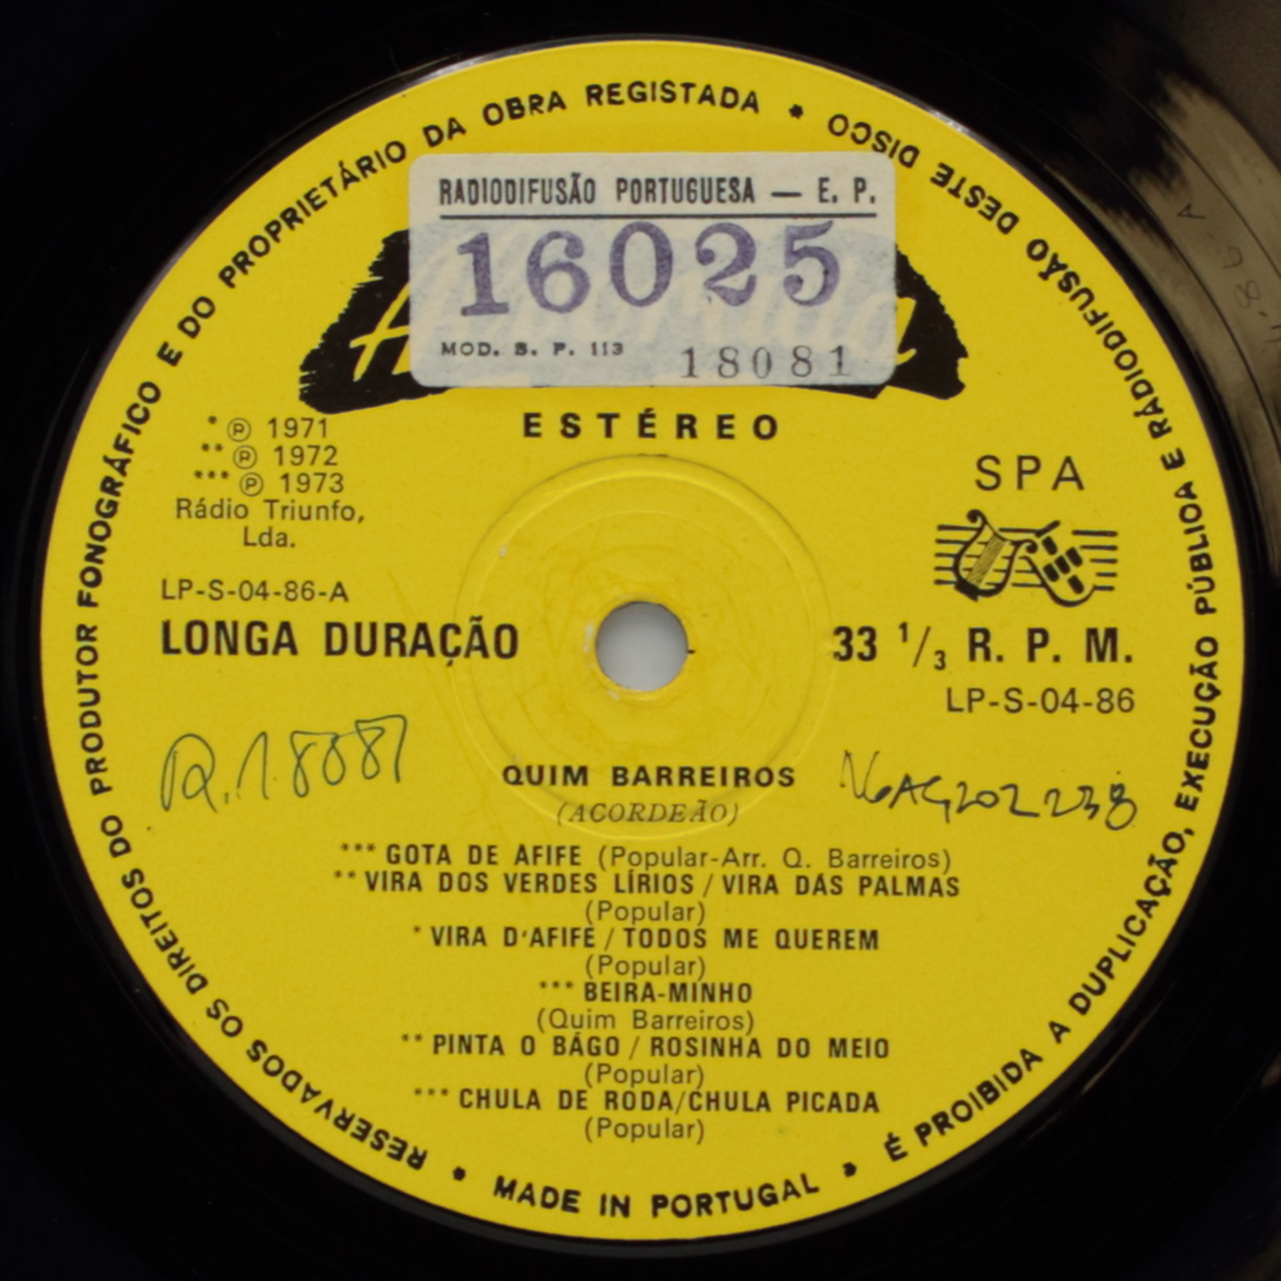 RESERVADOS OS DIREITOS DO PRODUTOR FONOGRÁFICO E DO PROPRIETÁRIO DA OBRA REGISTADA * É PROIBIDA A DUPLICAÇÃO, EXECUÇÃO PÚBLICA E RÁDIODIFUSÃO DESTE DISCO
RADIODIFUSÃO PORTUGUESA — E. P.
16025
MOD. S. P. 113
18081
ESTÉREO
* ℗ 1971
** ℗ 1972
*** ℗ 1973
Rádio Triunfo,
Lda.
SPA
LP-S-04-86-A
LONGA DURAÇÃO
33 1/3 R. P. M.
LP-S-04-86
QUIM BARREIROS
(ACORDEÃO)
*** GOTA DE AFIFE (Popular-Arr. Q. Barreiros)
** VIRA DOS VERDES LÍRIOS / VIRA DAS PALMAS
(Popular)
* VIRA D'AFIFE / TODOS ME QUEREM
(Popular)
*** BEIRA-MINHO
(Quim Barreiros)
** PINTA O BÁGO / ROSINHA DO MEIO
(Popular)
*** CHULA DE RODA/CHULA PICADA
(Popular)
* MADE IN PORTUGAL *